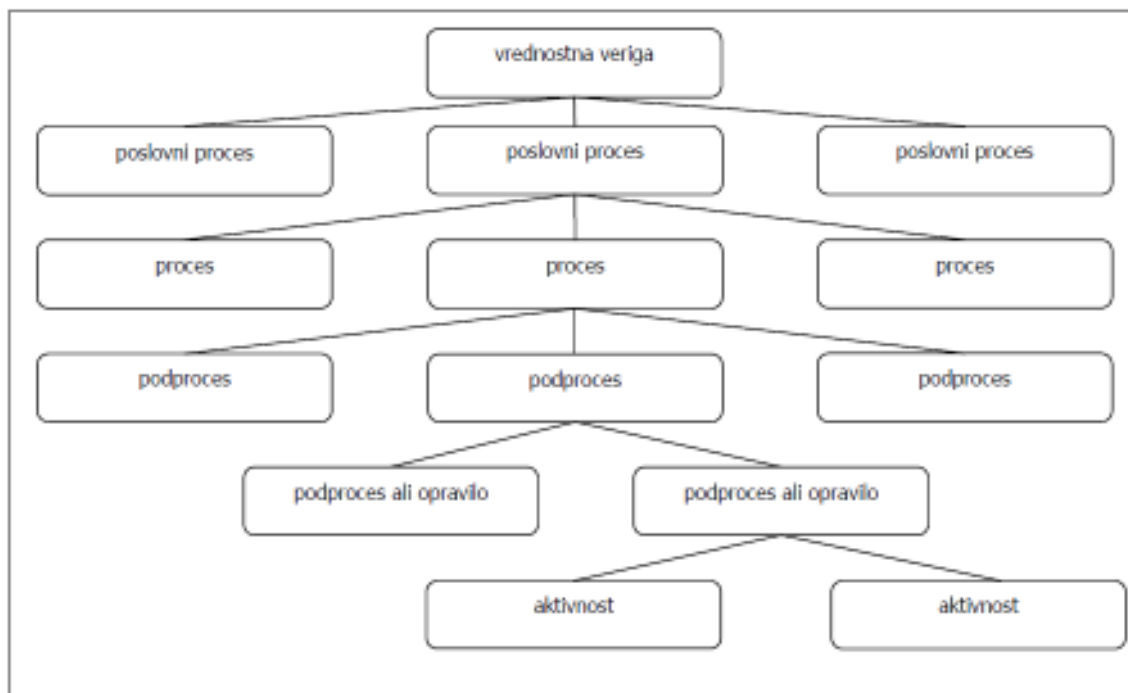 vrednostna veriga
poslovni proces
poslovni proces
poslovni proces
proces
proces
proces
podproces
podproces
podproces
podproces ali opravilo
podproces ali opravilo
aktivnost
aktivnost